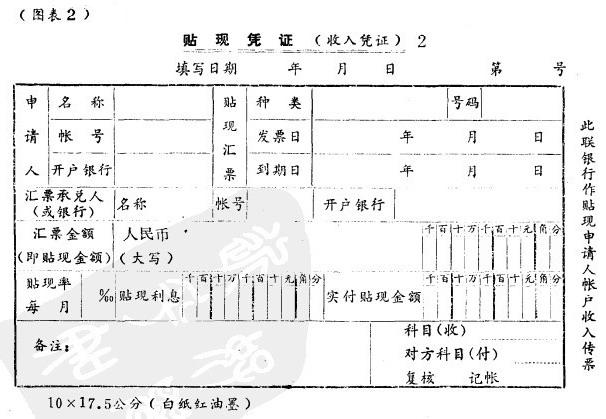 (图表2)
贴现凭证 (收入凭证) 2
填写日期 年 月 日 第 号
申请人 名称 贴现汇票 种类 号码
帐号 发票日 年 月 日
开户银行 到期日 年 月 日
汇票承兑人(或银行) 名称 帐号 开户银行
汇票金额(即贴现金额) 人民币(大写) 千百十万千百十元角分
贴现率每月 ‰ 贴现利息 千百十万千百十元角分 实付贴现金额 千百十万千百十元角分
备注:
科目(收)
对方科目(付)
复核 记帐
此联银行作贴现申请人帐户收入传票
10×17.5公分(白纸红油墨)